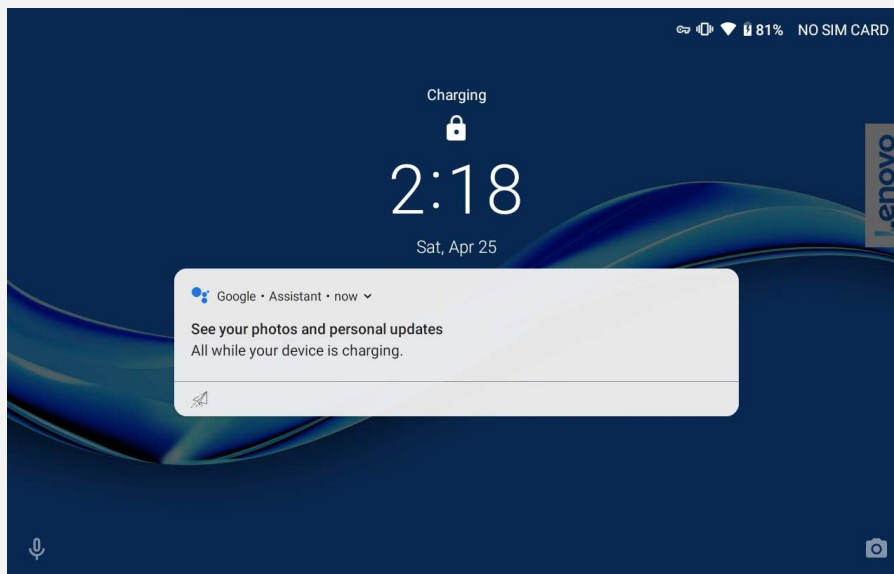 81% NO SIM CARD
Charging
2:18
Sat, Apr 25
Lenovo
Google • Assistant • now
See your photos and personal updates
All while your device is charging.